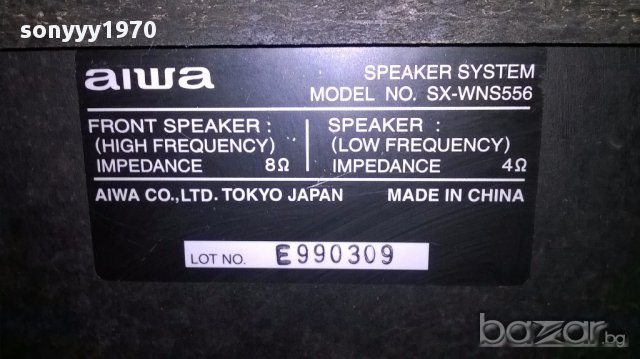 sonyyy1970
aiwa
SPEAKER SYSTEM
MODEL NO. SX-WNS556
FRONT SPEAKER :
(HIGH FREQUENCY)
IMPEDANCE 8Ω
SPEAKER :
(LOW FREQUENCY)
IMPEDANCE 4Ω
AIWA CO.,LTD. TOKYO JAPAN
MADE IN CHINA
LOT NO. E990309
bazar.bg